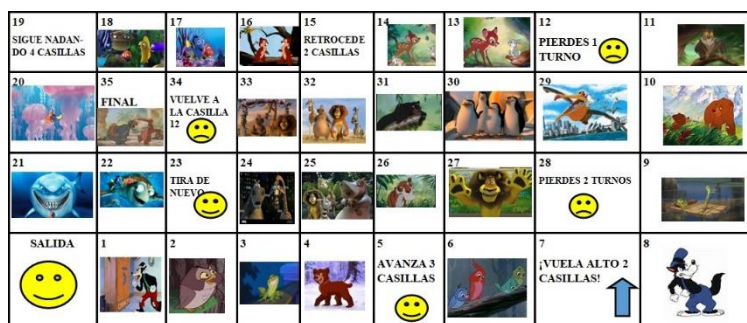 19
SIGUE NADAN-
DO 4 CASILLAS
18
17
16
15
RETROCEDE
2 CASILLAS
14
13
12
PIERDES 1
TURNO
11
20
35
FINAL
34
VUELVE A
LA CASILLA
12
33
32
31
30
29
10
21
22
23
TIRA DE
NUEVO
24
25
26
27
28
PIERDES 2 TURNOS
9
SALIDA
1
2
3
4
5
AVANZA 3
CASILLAS
6
7
¡VUELA ALTO 2
CASILLAS!
8